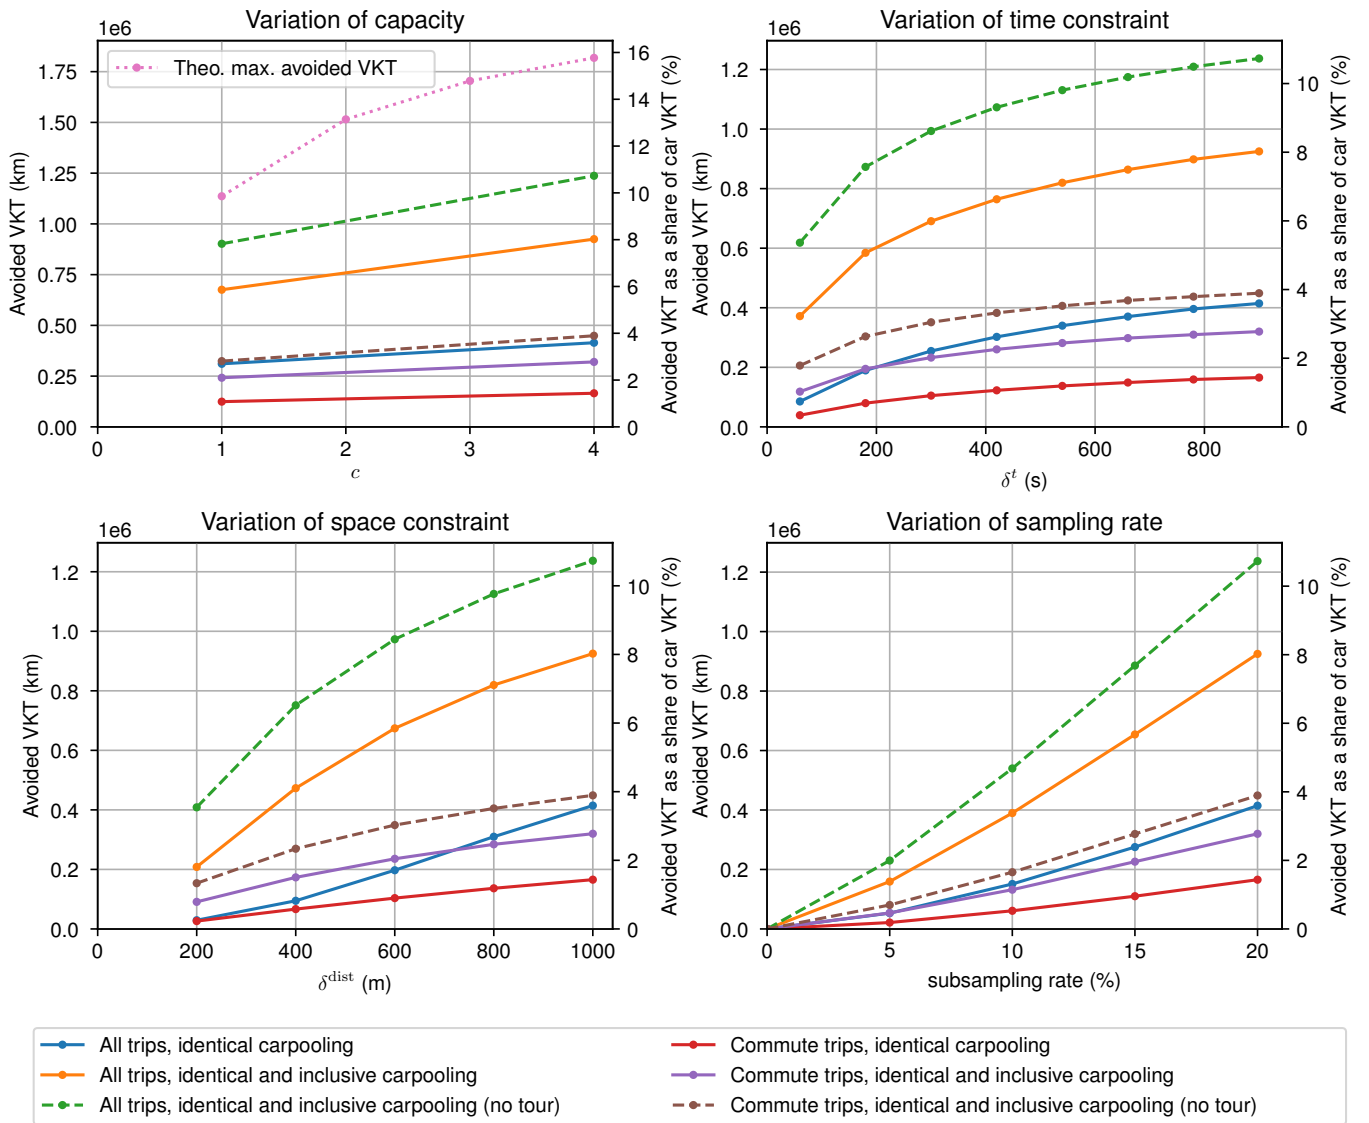 Variation of capacity
1e6
Theo. max. avoided VKT
1.75
1.50
1.25
1.00
0.75
0.50
0.25
0.00
Avoided VKT (km)
0 1 2 3 4
c
16
14
12
10
8
6
4
2
0
Avoided VKT as a share of car VKT (%)
Variation of time constraint
1e6
1.2
1.0
0.8
0.6
0.4
0.2
0.0
Avoided VKT (km)
0 200 400 600 800
δᵗ (s)
10
8
6
4
2
0
Avoided VKT as a share of car VKT (%)
Variation of space constraint
1e6
1.2
1.0
0.8
0.6
0.4
0.2
0.0
Avoided VKT (km)
0 200 400 600 800 1000
δ^dist (m)
10
8
6
4
2
0
Avoided VKT as a share of car VKT (%)
Variation of sampling rate
1e6
1.2
1.0
0.8
0.6
0.4
0.2
0.0
Avoided VKT (km)
0 5 10 15 20
subsampling rate (%)
10
8
6
4
2
0
Avoided VKT as a share of car VKT (%)
All trips, identical carpooling
All trips, identical and inclusive carpooling
All trips, identical and inclusive carpooling (no tour)
Commute trips, identical carpooling
Commute trips, identical and inclusive carpooling
Commute trips, identical and inclusive carpooling (no tour)